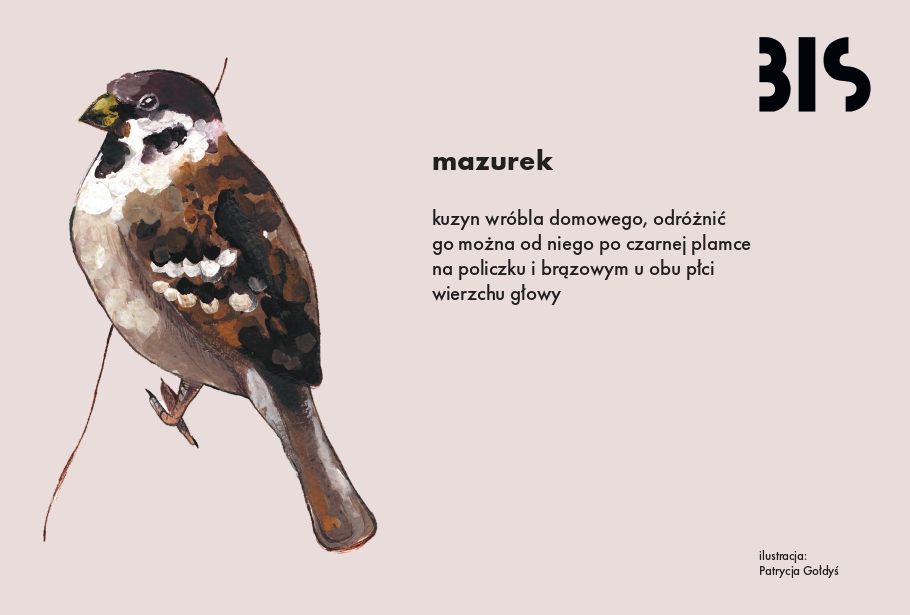 BIS
mazurek
kuzyn wróbla domowego, odróżnić
go można od niego po czarnej plamce
na policzku i brązowym u obu płci
wierzchu głowy
ilustracja:
Patrycja Gołdyś